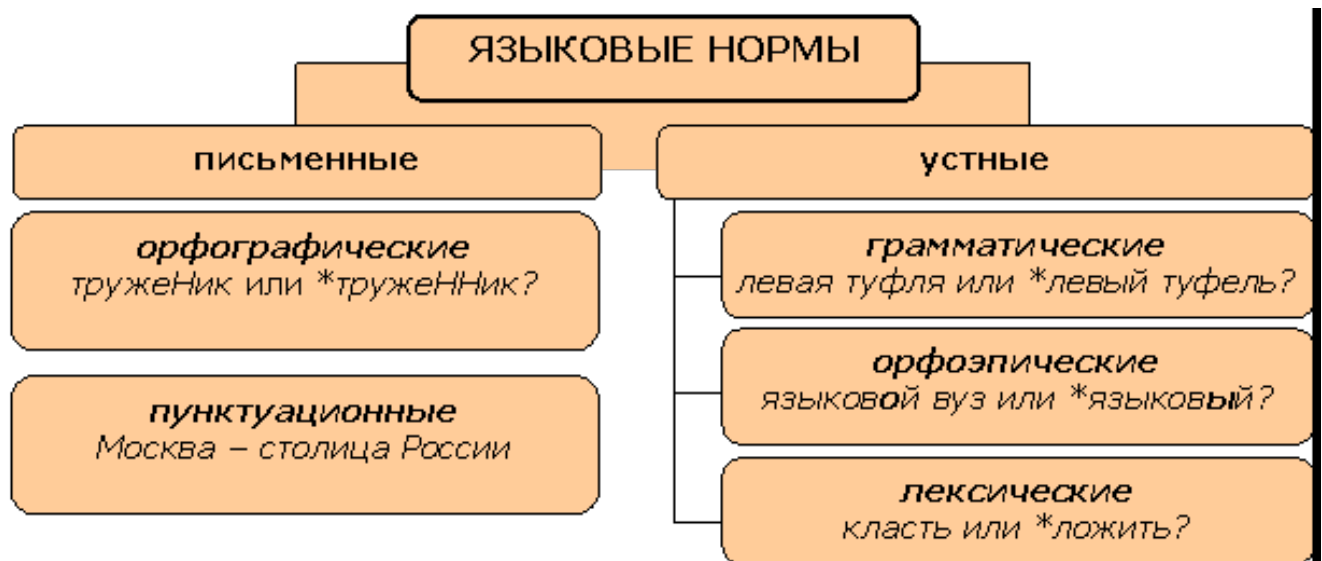 ЯЗЫКОВЫЕ НОРМЫ
письменные
орфографические
тружеНик или *тружеННик?
пунктуационные
Москва – столица России
устные
грамматические
левая туфля или *левый туфель?
орфоэпические
языковой вуз или *языковый?
лексические
класть или *ложить?